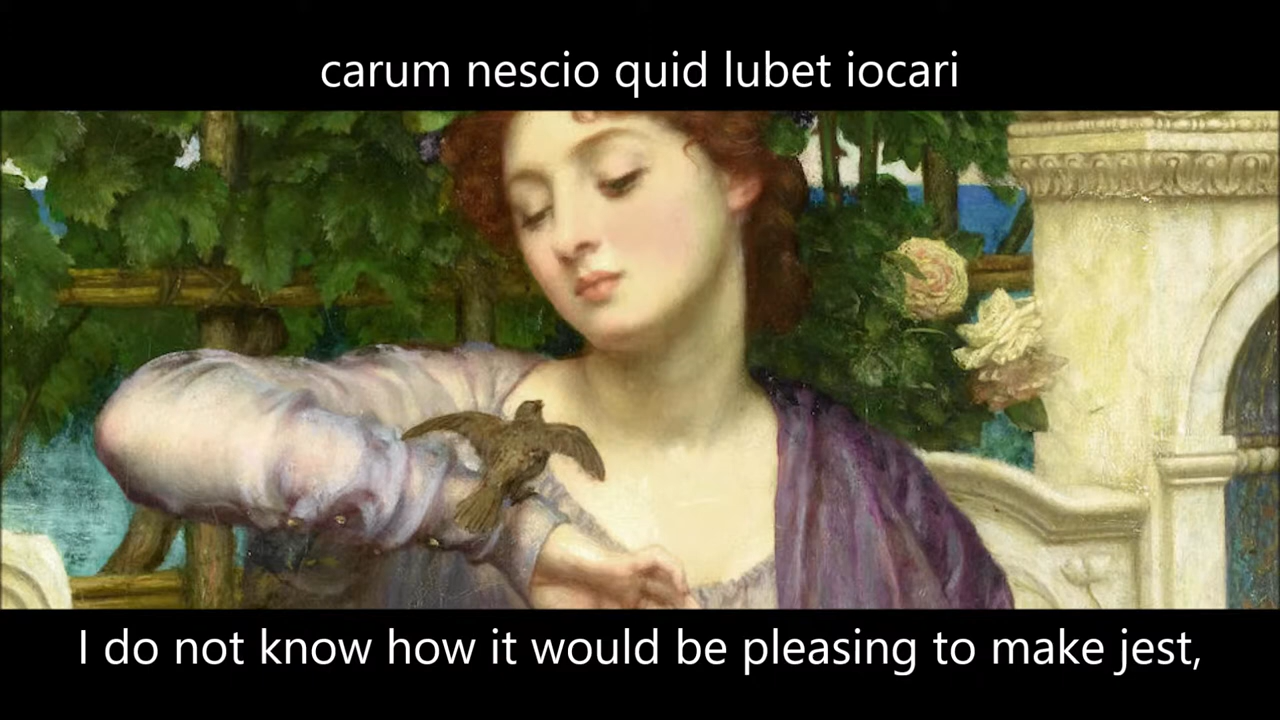 carum nescio quid lubet iocari
I do not know how it would be pleasing to make jest,